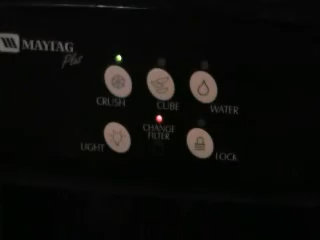 MAYTAG
Plus
CRUSH
CUBE
WATER
LIGHT
CHANGE
FILTER
LOCK